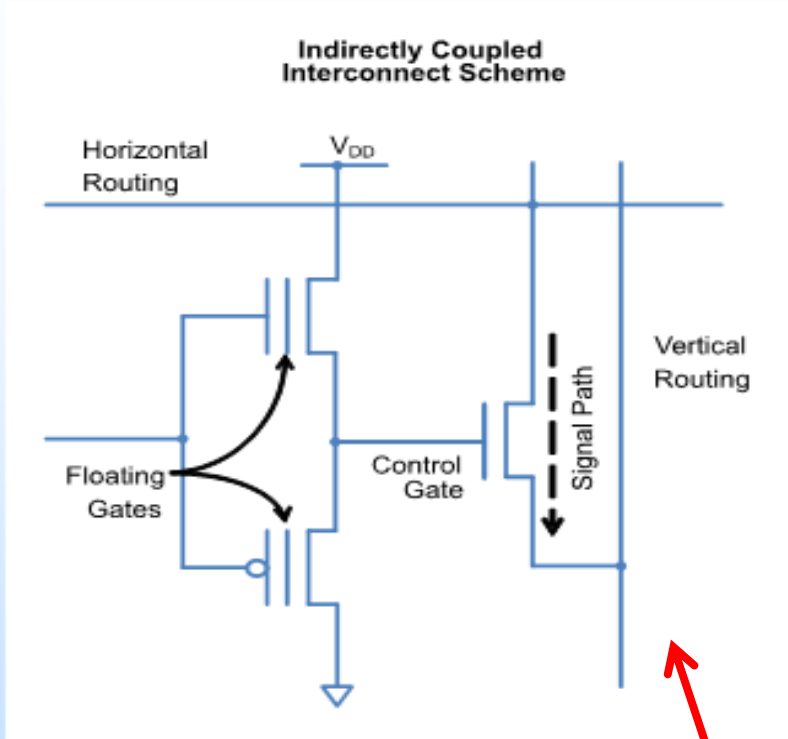 Indirectly Coupled
Interconnect Scheme
Horizontal
Routing
VDD
Vertical
Routing
Signal Path
Control
Gate
Floating
Gates